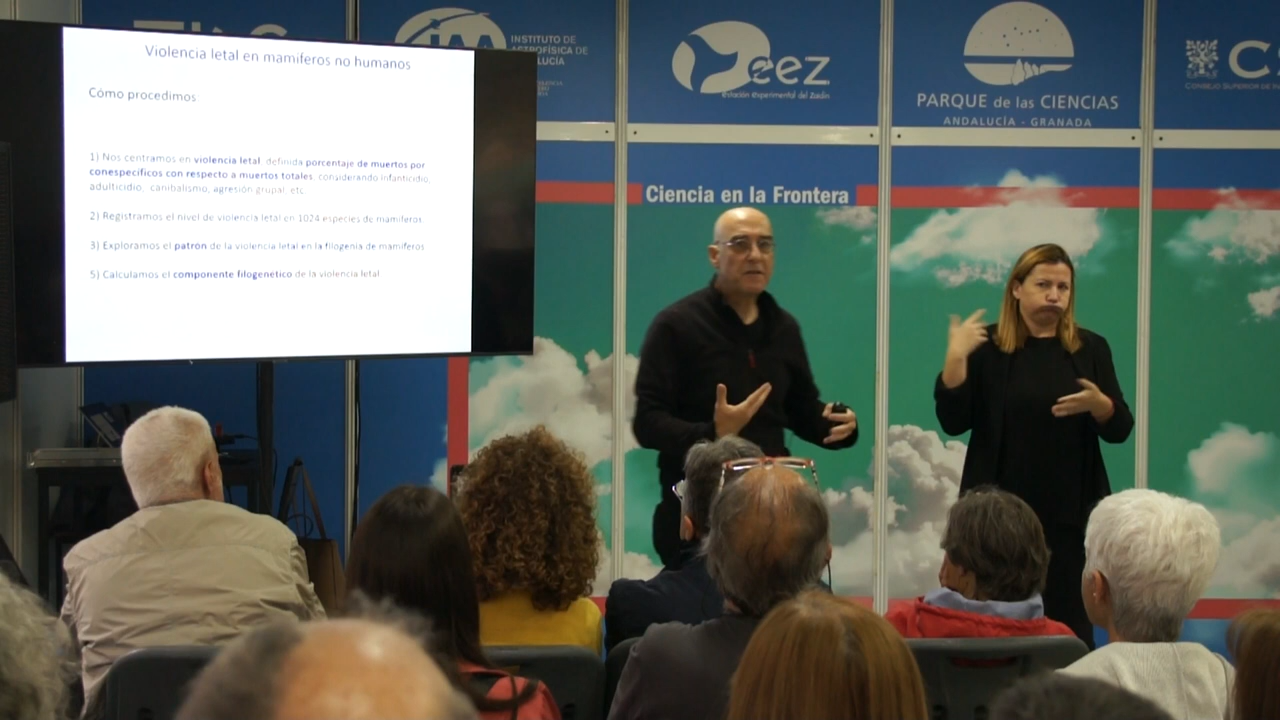 Violencia letal en mamíferos no humanos
Cómo procedimos
1) Nos centramos en violencia letal, definida porcentaje de muertos por
conespecíficos con respecto a muertos totales, considerando infanticidio,
adulticidio, canibalismo, agresión grupal, etc
2) Registramos el nivel de violencia letal en 1024 especies de mamíferos
3) Exploramos el patrón de la violencia letal en la filogenia de mamíferos
5) Calculamos el componente filogenético de la violencia letal
IAA
INSTITUTO DE
ASTROFÍSICA DE
eez
estación experimental del Zaidín
PARQUE de las CIENCIAS
ANDALUCÍA - GRANADA
Ciencia en la Frontera